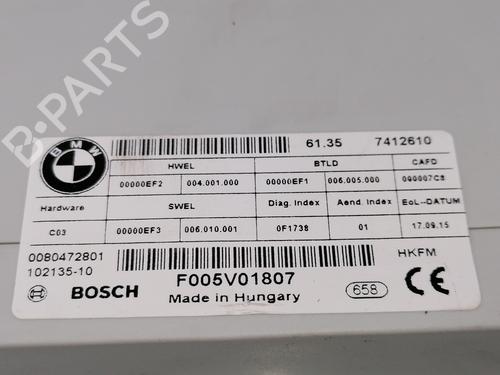 B-PARTS
BMW
61.35 7412610
HWEL BTLD CAFD
00000EF2 004.001.000 00000EF1 006.005.000 000007C8
Hardware SWEL Diag. Index Aend. Index EoL-DATUM
C03 00000EF3 006.010.001 0F1738 01 17.09.15
0080472801 HKFM
102135-10 F005V01807
BOSCH Made in Hungary 658 CE